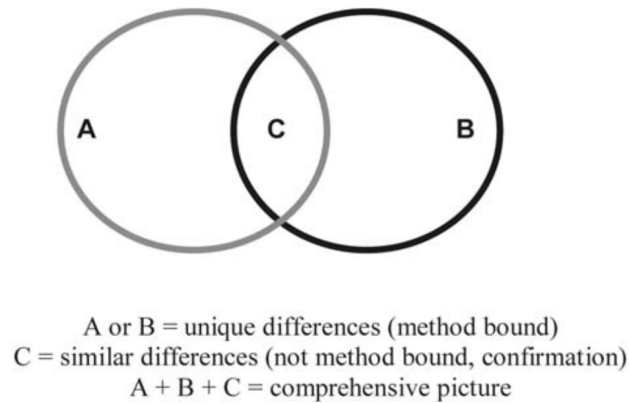 A C B
A or B = unique differences (method bound)
C = similar differences (not method bound, confirmation)
A + B + C = comprehensive picture